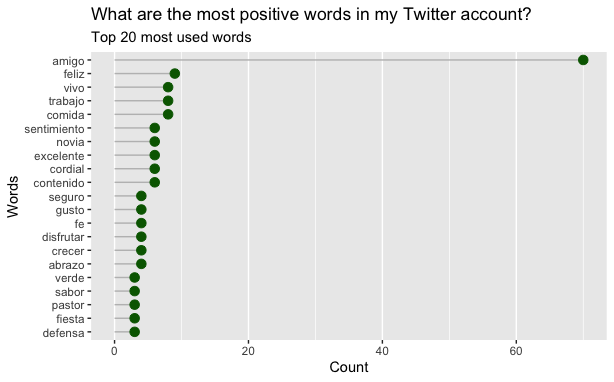 What are the most positive words in my Twitter account?
Top 20 most used words
amigo
feliz
vivo
trabajo
comida
sentimiento
novia
excelente
cordial
contenido
seguro
gusto
fe
disfrutar
crecer
abrazo
verde
sabor
pastor
fiesta
defensa
Words
0 20 40 60
Count